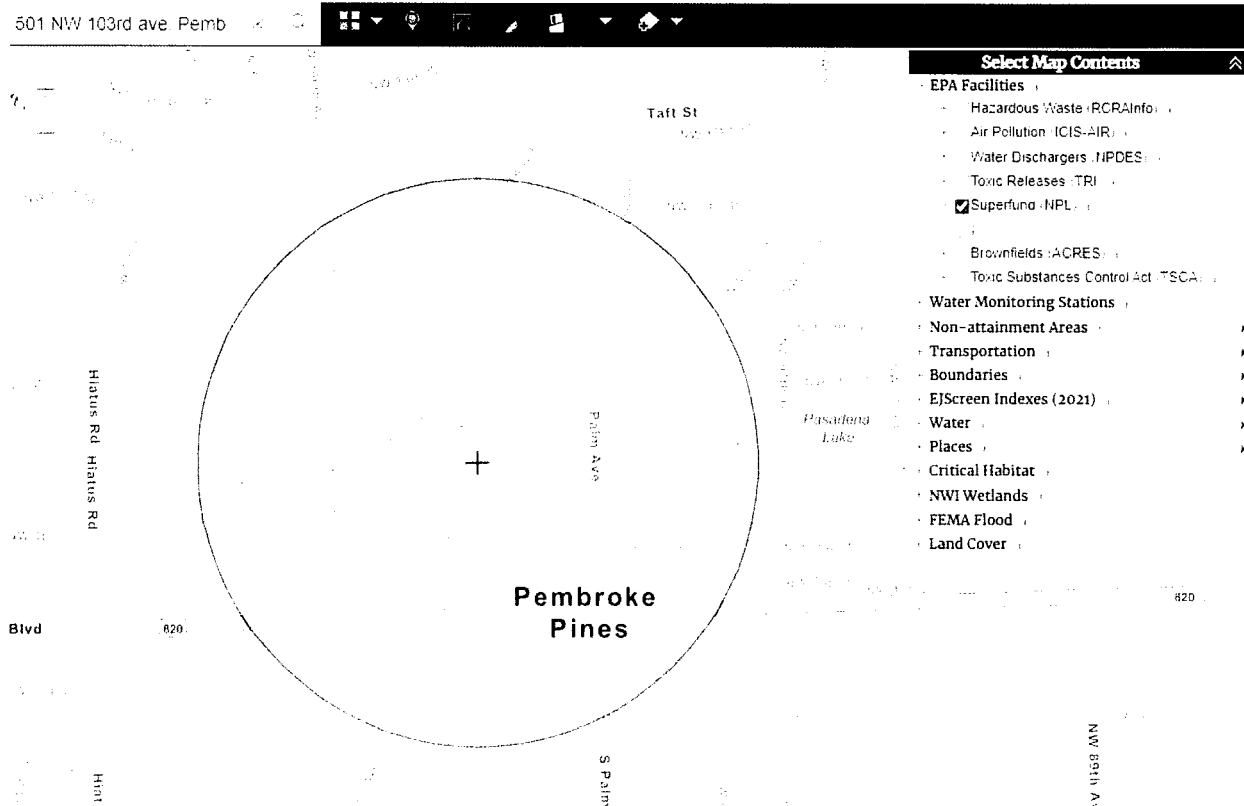 501 NW 103rd ave. Pemb
Select Map Contents
EPA Facilities
Hazardous Waste (RCRAInfo)
Air Pollution (ICIS-AIR)
Water Dischargers (NPDES)
Toxic Releases (TRI)
Superfund (NPL)
Brownfields (ACRES)
Toxic Substances Control Act (TSCA)
Water Monitoring Stations
Non-attainment Areas
Transportation
Boundaries
EJScreen Indexes (2021)
Water
Places
Critical Habitat
NWI Wetlands
FEMA Flood
Land Cover
Taft St
Hiatus Rd
Hiatus Rd
Palm Ave
Pasadena
Lake
Pembroke
Pines
Blvd
820
820
Hiat
S Palm
NW 89th Av